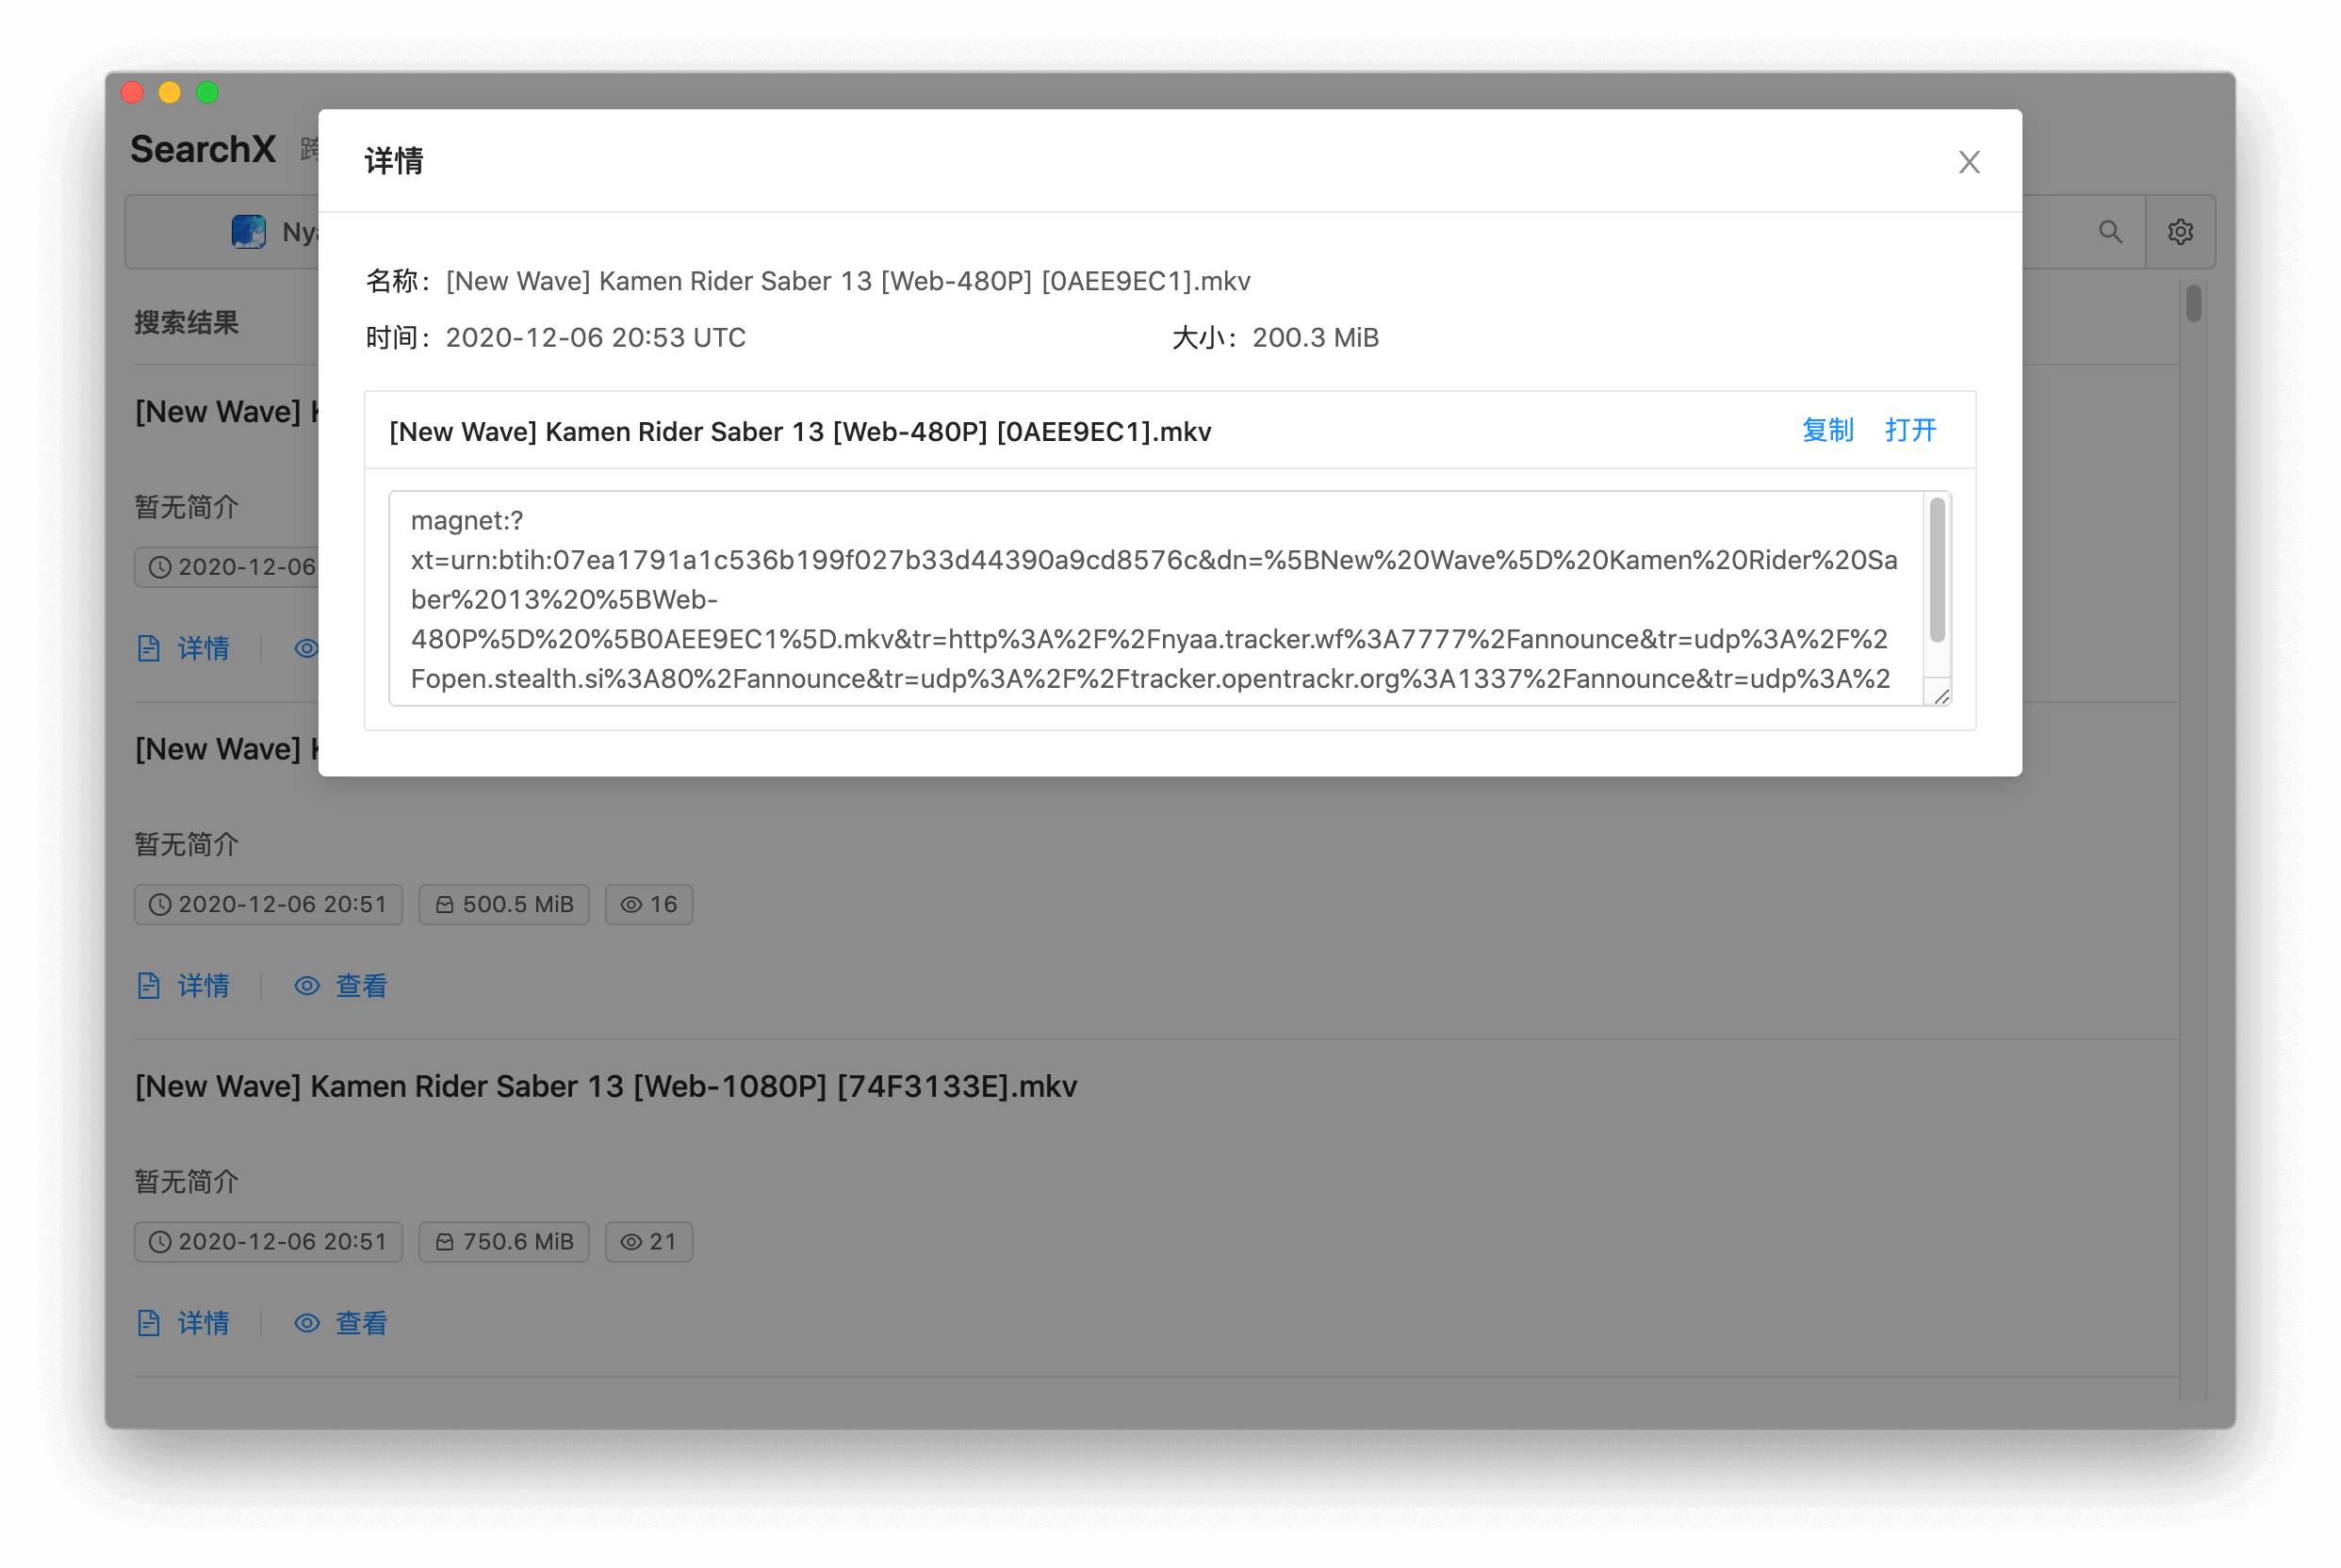 SearchX 跨
详情
Nya
名称：[New Wave] Kamen Rider Saber 13 [Web-480P] [0AEE9EC1].mkv
时间：2020-12-06 20:53 UTC
大小：200.3 MiB
[New Wave] Kamen Rider Saber 13 [Web-480P] [0AEE9EC1].mkv
复制 打开
magnet:?
xt=urn:btih:07ea1791a1c536b199f027b33d44390a9cd8576c&dn=%5BNew%20Wave%5D%20Kamen%20Rider%20Sa
ber%2013%20%5BWeb-
480P%5D%20%5B0AEE9EC1%5D.mkv&tr=http%3A%2F%2Fnyaa.tracker.wf%3A7777%2Fannounce&tr=udp%3A%2F%2
Fopen.stealth.si%3A80%2Fannounce&tr=udp%3A%2F%2Ftracker.opentrackr.org%3A1337%2Fannounce&tr=udp%3A%2
搜索结果
[New Wave]
暂无简介
2020-12-06
详情
[New Wave]
暂无简介
2020-12-06 20:51 500.5 MiB 16
详情 查看
[New Wave] Kamen Rider Saber 13 [Web-1080P] [74F3133E].mkv
暂无简介
2020-12-06 20:51 750.6 MiB 21
详情 查看